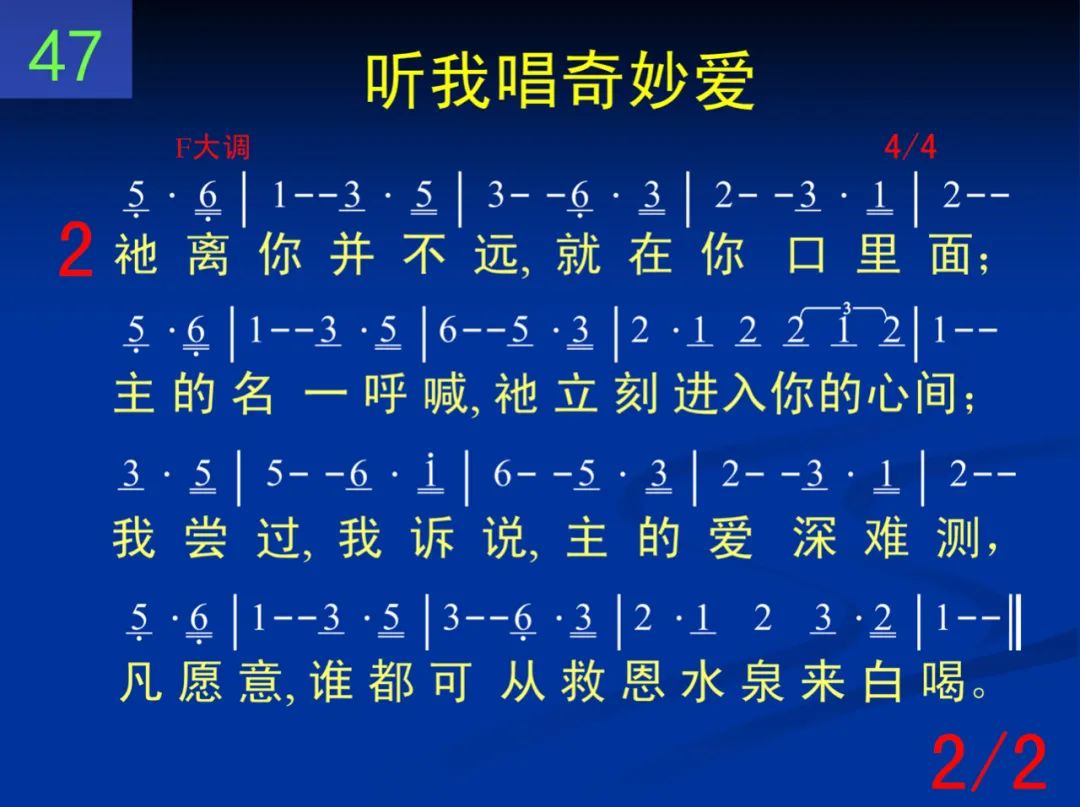 47
听我唱奇妙爱
F大调 4/4
5 · 6 | 1--3 · 5 | 3- -6 · 3 | 2- -3 · 1 | 2--
2 祂离你并不远, 就在你口里面;
5 · 6 | 1--3 · 5 | 6--5 · 3 | 2 · 1 2 2 1 2 | 1--
3
主的名一呼喊, 祂立刻进入你的心间;
3 · 5 | 5- -6 · i | 6- -5 · 3 | 2- -3 · 1 | 2--
我尝过, 我诉说, 主的爱深难测,
5 · 6 | 1--3 · 5 | 3--6 · 3 | 2 · 1 2 3 · 2 | 1--||
凡愿意, 谁都可从救恩水泉来白喝。
2/2